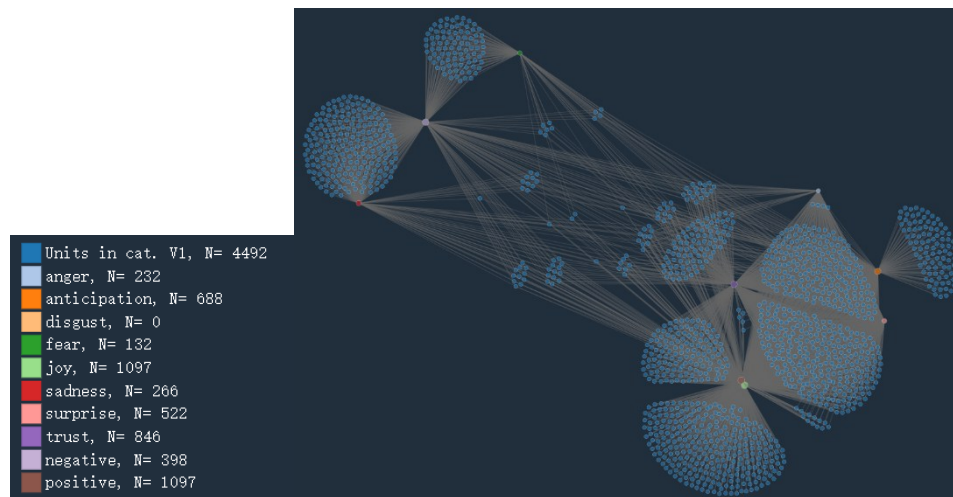 Units in cat. V1, N= 4492
anger, N= 232
anticipation, N= 688
disgust, N= 0
fear, N= 132
joy, N= 1097
sadness, N= 266
surprise, N= 522
trust, N= 846
negative, N= 398
positive, N= 1097